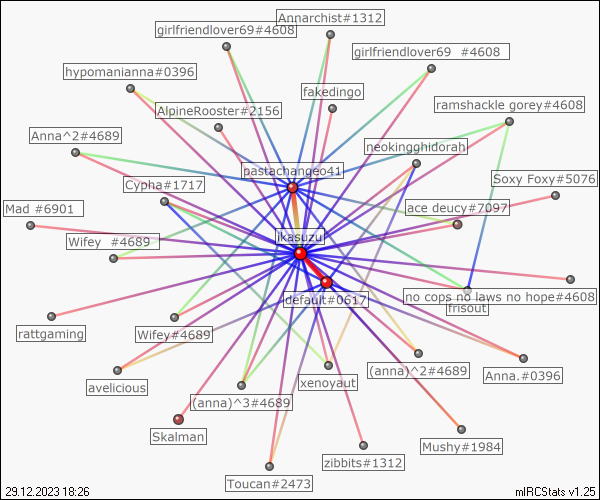 Annarchist#1312
girlfriendlover69#4608
girlfriendlover69  #4608
hypomanianna#0396
fakedingo
ramshackle gorey#4608
AlpineRooster#2156
Anna^2#4689
neokingghidorah
pastachangeo41
Soxy Foxy#5076
Cypha#1717
Mad #6901
ace deucy#7097
Wifey  #4689
ikasuzu
default#0617
no cops no laws no hope#4608
frisout
rattgaming
Wifey#4689
(anna)^2#4689
Anna.#0396
avelicious
xenoyaut
(anna)^3#4689
Skalman
Mushy#1984
zibbits#1312
Toucan#2473
29.12.2023 18:26
mIRCStats v1.25